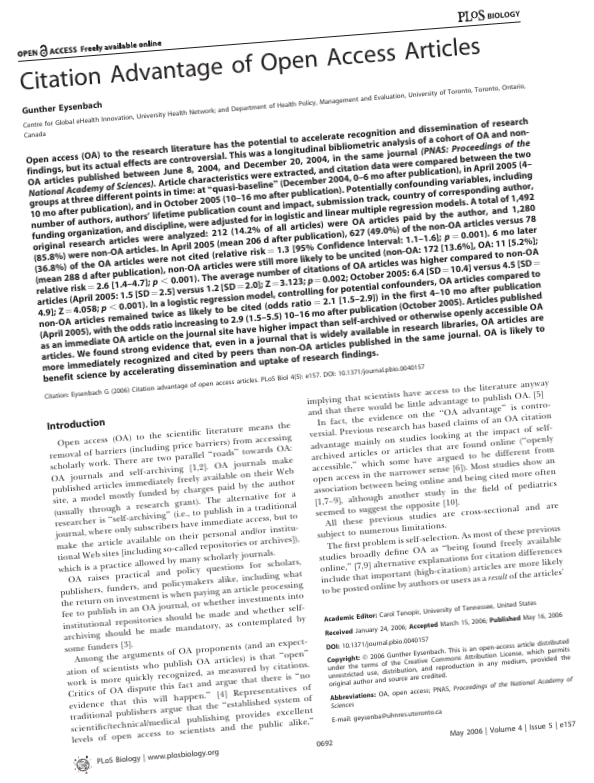 PLoS BIOLOGY
OPEN ACCESS Freely available online
Citation Advantage of Open Access Articles
Gunther Eysenbach
Centre for Global eHealth Innovation, University Health Network; and Department of Health Policy, Management and Evaluation, University of Toronto, Toronto, Ontario,
Canada
Open access (OA) to the research literature has the potential to accelerate recognition and dissemination of research
findings, but its actual effects are controversial. This was a longitudinal bibliometric analysis of a cohort of OA and non-
OA articles published between June 8, 2004, and December 20, 2004, in the same journal (PNAS: Proceedings of the
National Academy of Sciences). Article characteristics were extracted, and citation data were compared between the two
groups at three different points in time: at "quasi-baseline" (December 2004, 0–6 mo after publication), in April 2005 (4–
10 mo after publication), and in October 2005 (10–16 mo after publication). Potentially confounding variables, including
number of authors, authors' lifetime publication count and impact, submission track, country of corresponding author,
funding organization, and discipline, were adjusted for in logistic and linear multiple regression models. A total of 1,492
original research articles were analyzed: 212 (14.2% of all articles) were OA articles paid by the author, and 1,280
(85.8%) were non-OA articles. In April 2005 (mean 206 d after publication), 627 (49.0%) of the non-OA articles versus 78
(36.8%) of the OA articles were not cited (relative risk = 1.3 [95% Confidence Interval: 1.1–1.6]; p = 0.001). 6 mo later
(mean 288 d after publication), non-OA articles were still more likely to be uncited (non-OA: 172 [13.6%], OA: 11 [5.2%];
relative risk = 2.6 [1.4–4.7]; p < 0.001). The average number of citations of OA articles was higher compared to non-OA
articles (April 2005: 1.5 [SD = 2.5] versus 1.2 [SD = 2.0]; Z = 3.123; p = 0.002; October 2005: 6.4 [SD = 10.4] versus 4.5 [SD =
4.9]; Z = 4.058; p < 0.001). In a logistic regression model, controlling for potential confounders, OA articles compared to
non-OA articles remained twice as likely to be cited (odds ratio = 2.1 [1.5–2.9]) in the first 4–10 mo after publication
(April 2005), with the odds ratio increasing to 2.9 (1.5–5.5) 10–16 mo after publication (October 2005). Articles published
as an immediate OA article on the journal site have higher impact than self-archived or otherwise openly accessible OA
articles. We found strong evidence that, even in a journal that is widely available in research libraries, OA articles are
more immediately recognized and cited by peers than non-OA articles published in the same journal. OA is likely to
benefit science by accelerating dissemination and uptake of research findings.
Citation: Eysenbach G (2006) Citation advantage of open access articles. PLoS Biol 4(5): e157. DOI: 10.1371/journal.pbio.0040157
Introduction
Open access (OA) to the scientific literature means the
removal of barriers (including price barriers) from accessing
scholarly work. There are two parallel "roads" towards OA:
OA journals and self-archiving [1,2]. OA journals make
published articles immediately freely available on their Web
site, a model mostly funded by charges paid by the author
(usually through a research grant). The alternative for a
researcher is "self-archiving" (i.e., to publish in a traditional
journal, where only subscribers have immediate access, but to
make the article available on their personal and/or institu-
tional Web sites [including so-called repositories or archives]),
which is a practice allowed by many scholarly journals.
OA raises practical and policy questions for scholars,
publishers, funders, and policymakers alike, including what
the return on investment is when paying an article processing
fee to publish in an OA journal, or whether investments into
institutional repositories should be made and whether self-
archiving should be made mandatory, as contemplated by
some funders [3].
Among the arguments of OA proponents (and an expect-
ation of scientists who publish OA articles) is that "open"
work is more quickly recognized, as measured by citations.
Critics of OA dispute this fact and argue that there is "no
evidence that this will happen." [4] Representatives of
traditional publishers argue that the "established system of
scientific/technical/medical publishing provides excellent
levels of open access to scientists and the public alike,"
implying that scientists have access to the literature anyway
and that there would be little advantage to publish OA. [5]
In fact, the evidence on the "OA advantage" is contro-
versial. Previous research has based claims of an OA citation
advantage mainly on studies looking at the impact of self-
archived articles or articles that are found online ("openly
accessible," which some have argued to be different from
open access in the narrower sense [6]). Most studies show an
association between being online and being cited more often
[1,7–9], although another study in the field of pediatrics
seemed to suggest the opposite [10].
All these previous studies are cross-sectional and are
subject to numerous limitations.
The first problem is self-selection. As most of these previous
studies broadly define OA as "being found freely available
online," [7,9] alternative explanations for citation differences
include that important (high-citation) articles are more likely
to be posted online by authors or users as a result of the articles'
Academic Editor: Carol Tenopir, University of Tennessee, United States
Received January 24, 2006; Accepted March 15, 2006; Published May 16, 2006
DOI: 10.1371/journal.pbio.0040157
Copyright: © 2006 Gunther Eysenbach. This is an open-access article distributed
under the terms of the Creative Commons Attribution License, which permits
unrestricted use, distribution, and reproduction in any medium, provided the
original author and source are credited.
Abbreviations: OA, open access; PNAS, Proceedings of the National Academy of
Sciences
E-mail: geysenba@uhnres.utoronto.ca
PLoS Biology | www.plosbiology.org
0692
May 2006 | Volume 4 | Issue 5 | e157